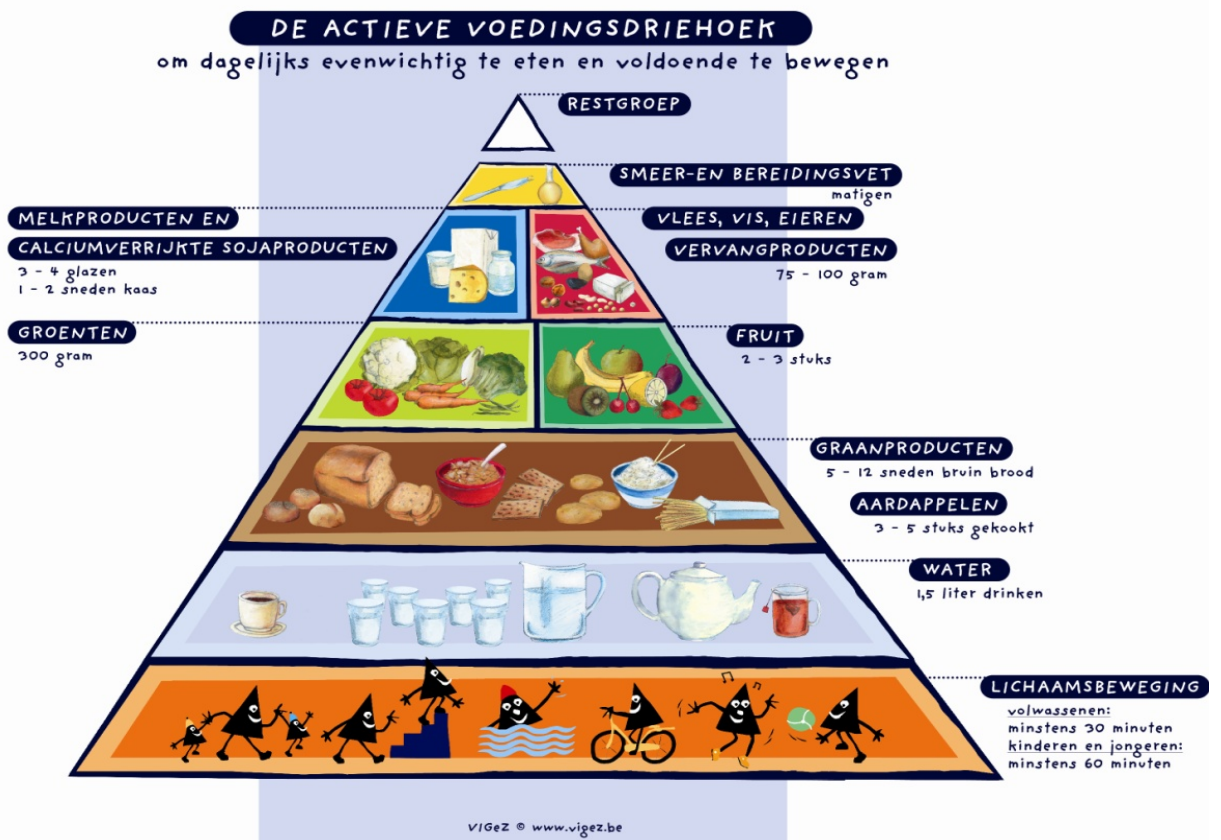 DE ACTIEVE VOEDINGSDRIEHOEK
om dagelijks evenwichtig te eten en voldoende te bewegen
RESTGROEP
SMEER-EN BEREIDINGSVET
matigen
MELKPRODUCTEN EN
CALCIUMVERRIJKTE SOJAPRODUCTEN
3 - 4 glazen
1 - 2 sneden kaas
VLEES, VIS, EIEREN
VERVANGPRODUCTEN
75 - 100 gram
GROENTEN
300 gram
FRUIT
2 - 3 stuks
GRAANPRODUCTEN
5 - 12 sneden bruin brood
AARDAPPELEN
3 - 5 stuks gekookt
WATER
1,5 liter drinken
LICHAAMSBEWEGING
volwassenen:
minstens 30 minuten
kinderen en jongeren:
minstens 60 minuten
VIGeZ © www.vigez.be